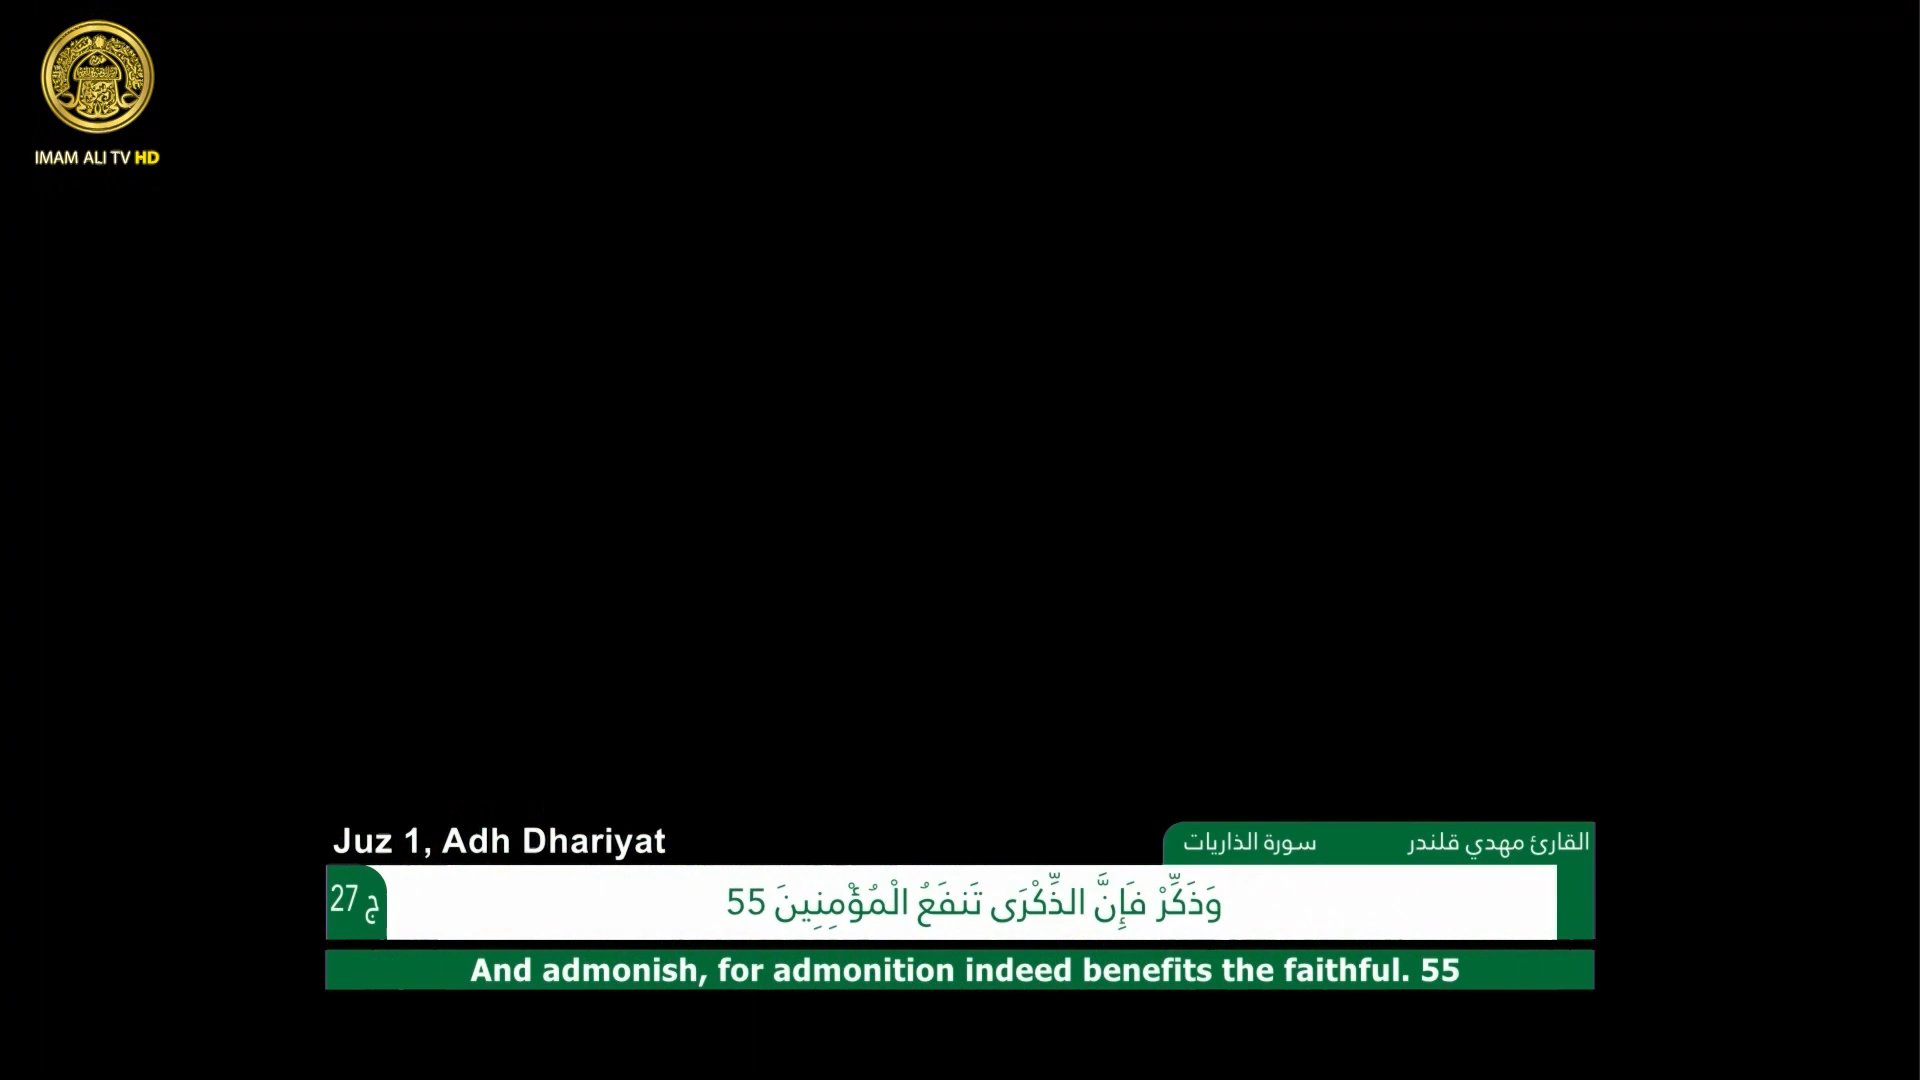 IMAM ALI TV HD
Juz 1, Adh Dhariyat
القارئ مهدي قلندر سورة الذاريات
ج 27
وَذَكِّرْ فَإِنَّ الذِّكْرَى تَنفَعُ الْمُؤْمِنِينَ 55
And admonish, for admonition indeed benefits the faithful. 55